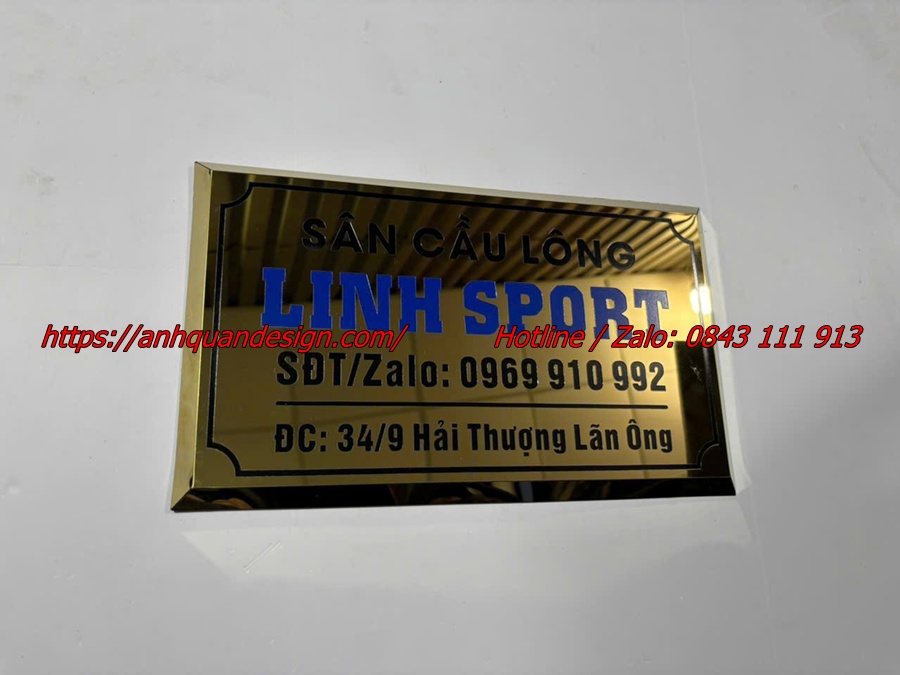 SÂN CẦU LÔNG
LINH SPORT
https://anhquandesign.com/ Hotline / Zalo: 0843 111 913
SĐT/Zalo: 0969 910 992
ĐC: 34/9 Hải Thượng Lãn Ông